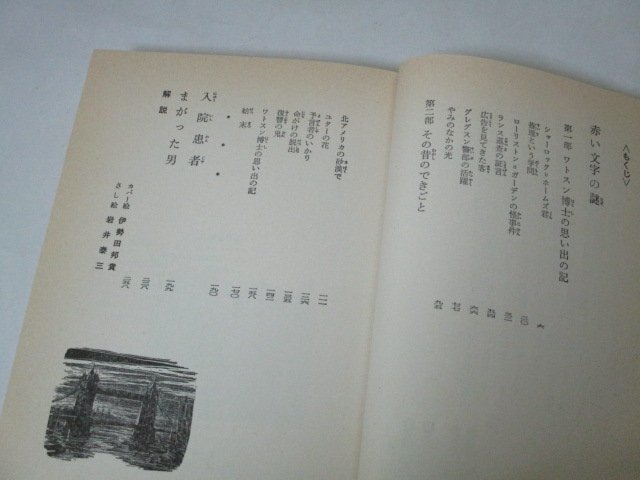 〈もくじ〉
赤い文字の謎
第一部 ワトスン博士の思い出の記
シャーロック・ホームズ君
推理という学問
ローリストン・ガーデンの怪事件
ランス巡査の証言
広告を見てきた客
グレグスン警部の活躍
やみのなかの光
第二部 その昔のできごと
六
北アメリカの砂漠で
ユターの花
予言者のいかり
命がけの脱出
復讐の鬼
ワトスン博士の思い出の記
結末
入院患者
まがった男
解説
カバー絵 伊勢田邦貴
さし絵 岩井泰三